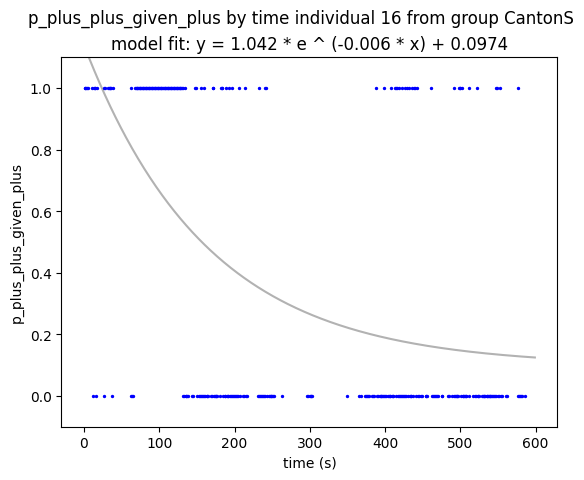 p_plus_plus_given_plus by time individual 16 from group CantonS
model fit: y = 1.042 * e ^ (-0.006 * x) + 0.0974
p_plus_plus_given_plus
1.0
0.8
0.6
0.4
0.2
0.0
0 100 200 300 400 500 600
time (s)